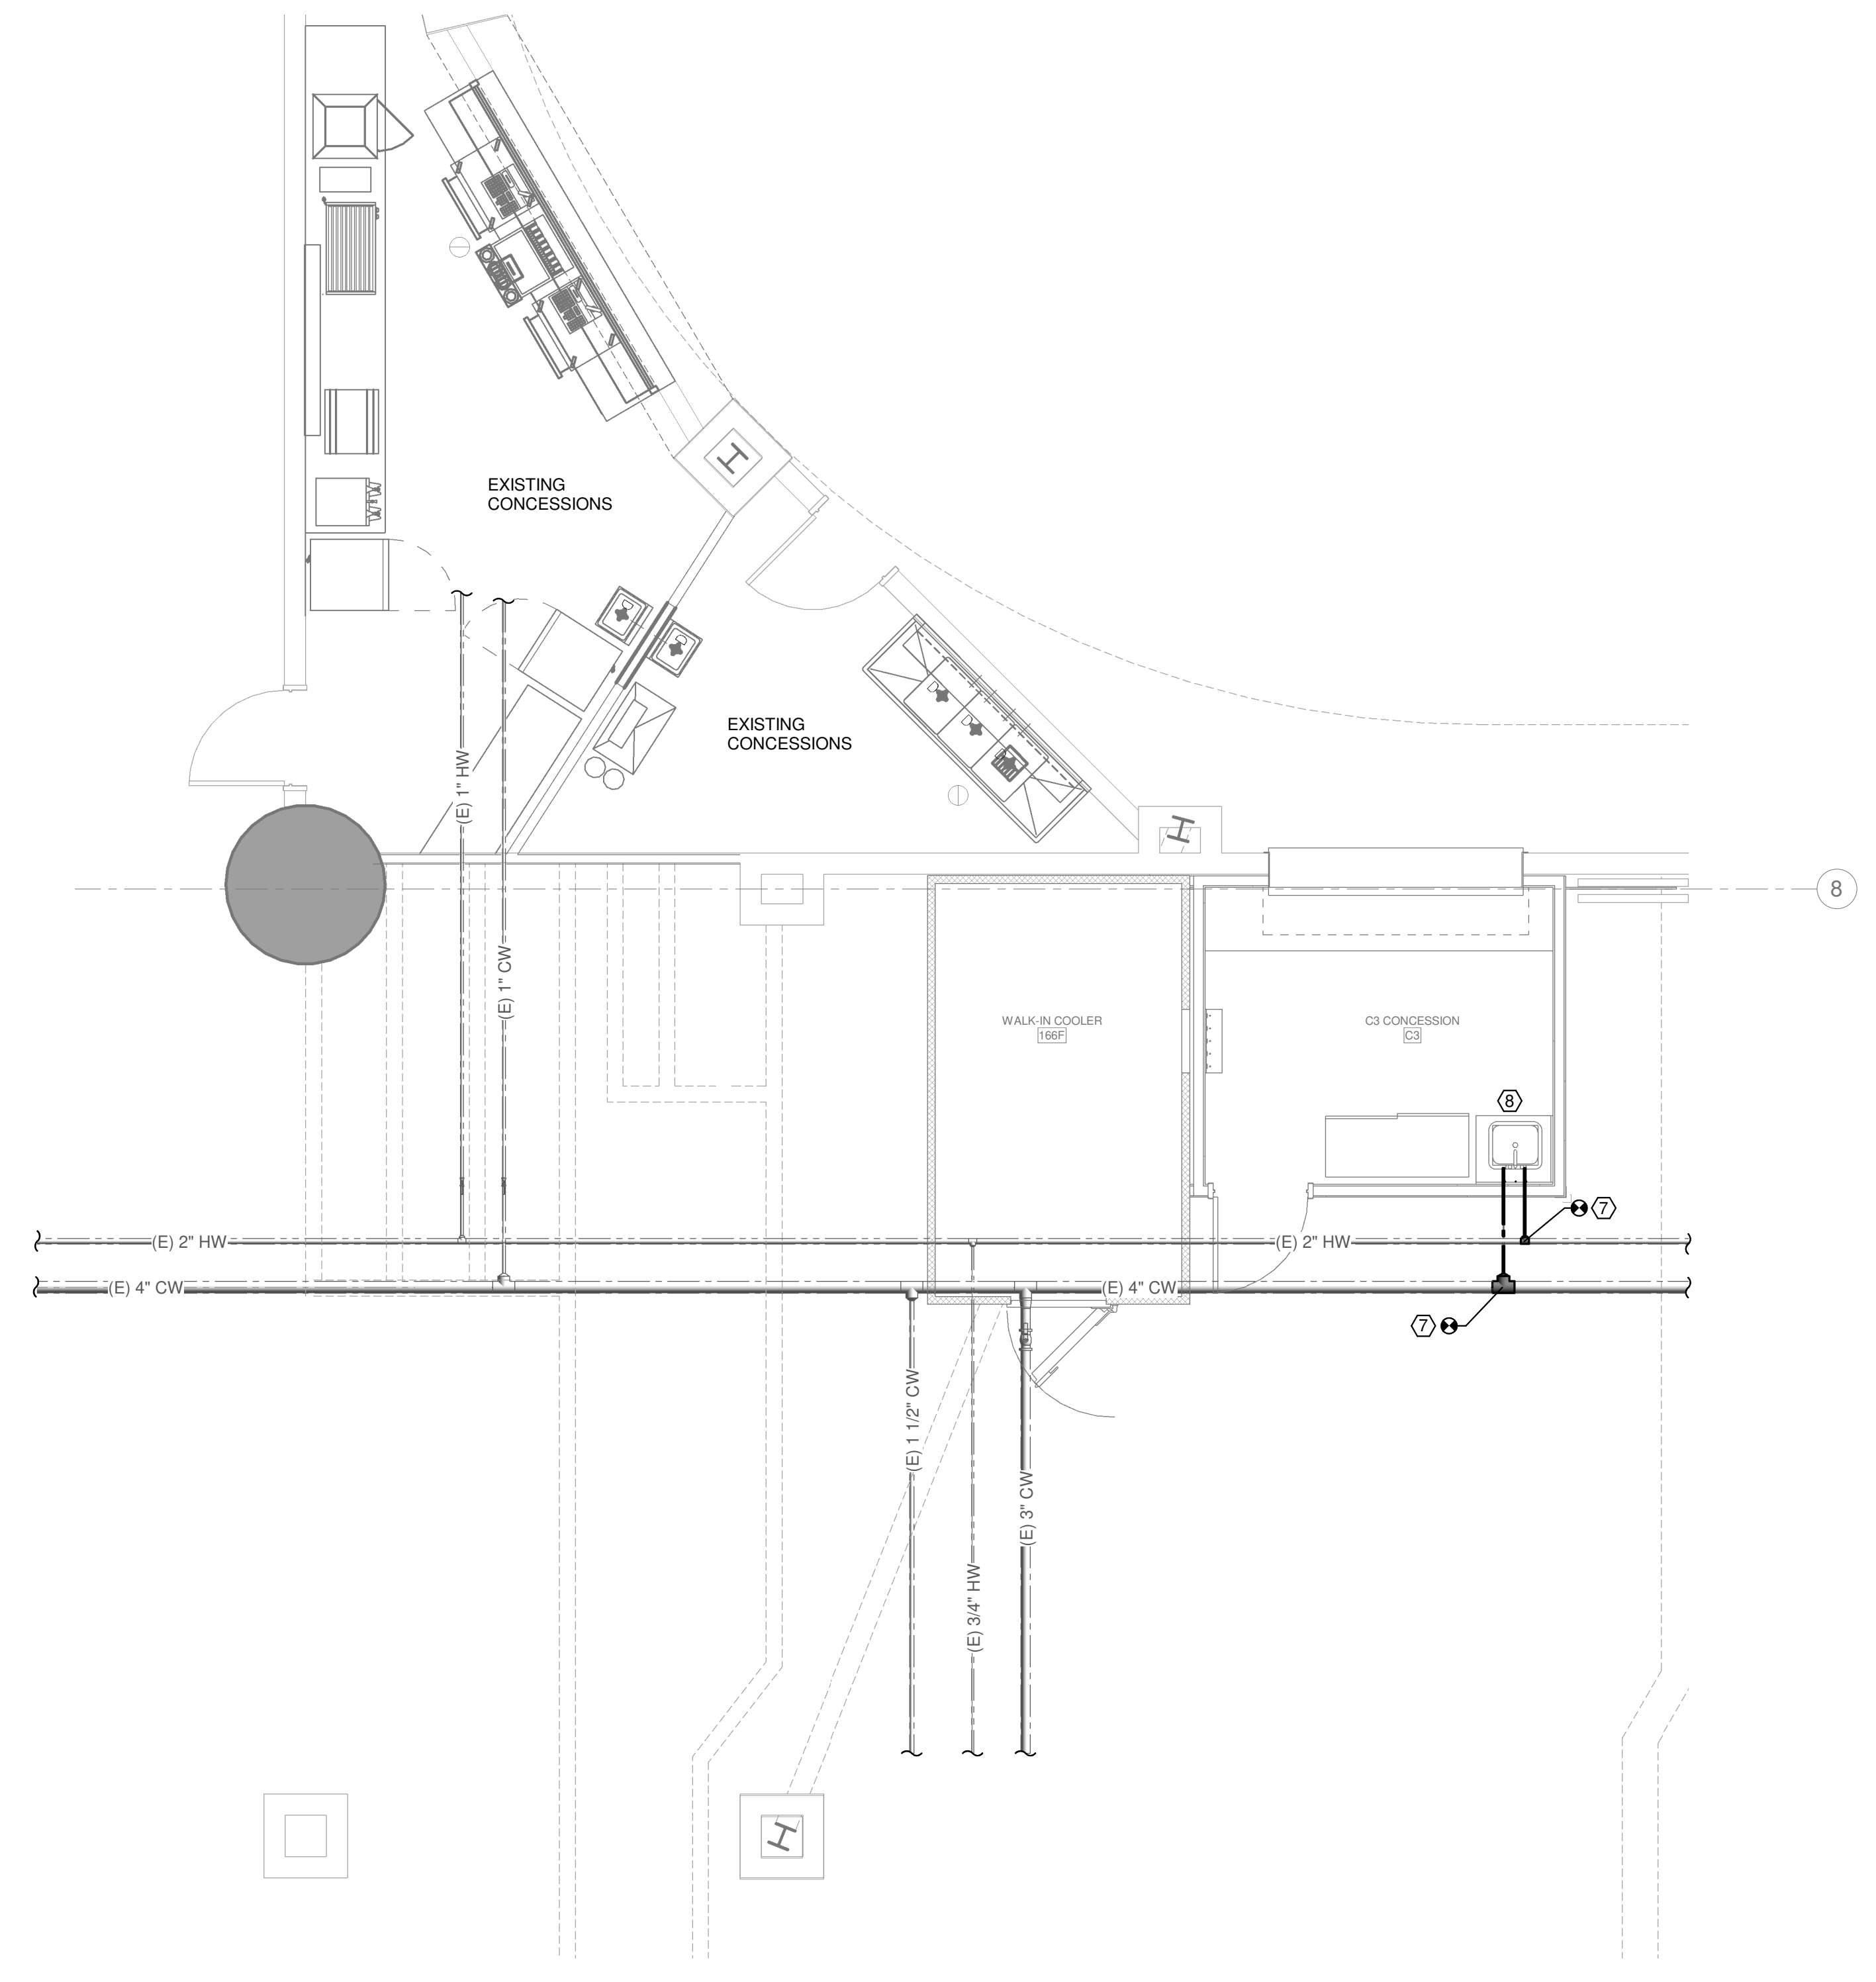 EXISTING
CONCESSIONS
EXISTING
CONCESSIONS
(E) 1" HW
(E) 1" CW
8
WALK-IN COOLER
166F
C3 CONCESSION
C3
8
7
(E) 2" HW
(E) 2" HW
(E) 4" CW
(E) 4" CW
7
(E) 1 1/2" CW
(E) 3/4" HW
(E) 3" CW